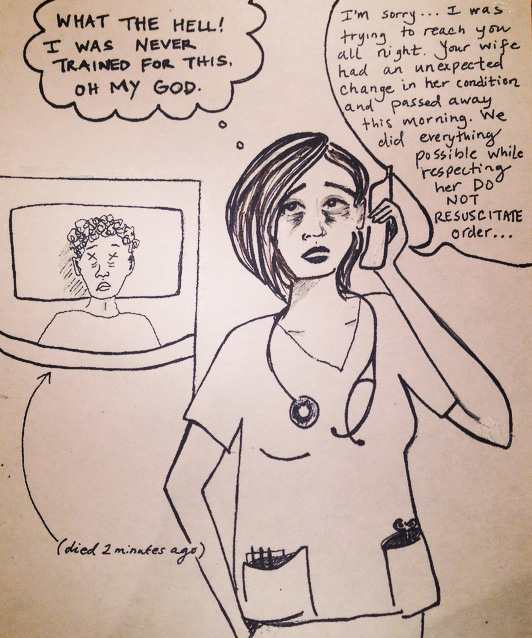 WHAT THE HELL!
I WAS NEVER
TRAINED FOR THIS.
OH MY GOD.
I'm sorry... I was
trying to reach you
all night. Your wife
had an unexpected
change in her condition
and passed away
this morning. We
did everything
possible while
respecting
her DO
NOT
RESUSCITATE
order...
(died 2 minutes ago)